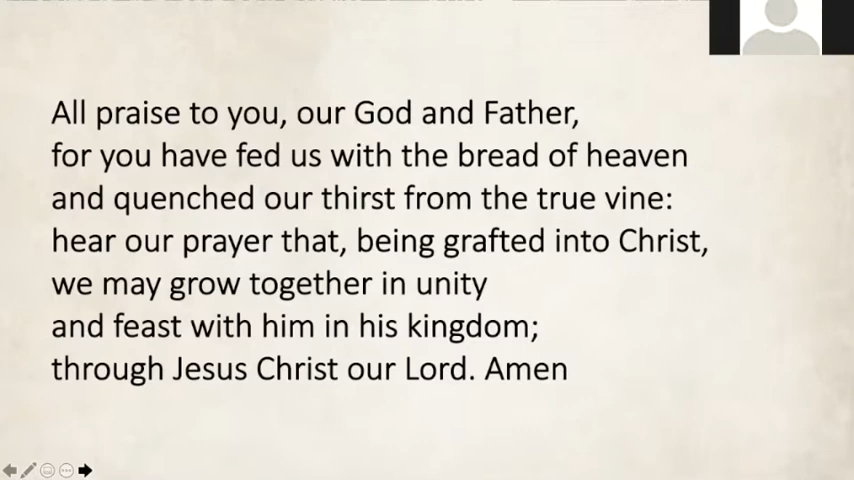 All praise to you, our God and Father,
for you have fed us with the bread of heaven
and quenched our thirst from the true vine:
hear our prayer that, being grafted into Christ,
we may grow together in unity
and feast with him in his kingdom;
through Jesus Christ our Lord. Amen